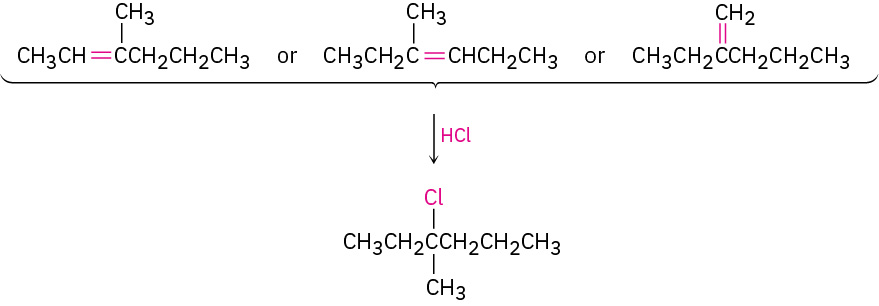 CH₃ CH₃ CH₂
CH₃CH=CCH₂CH₂CH₃ or CH₃CH₂C=CHCH₂CH₃ or CH₃CH₂CCH₂CH₂CH₃
HCl
Cl
CH₃CH₂CCH₂CH₂CH₃
CH₃